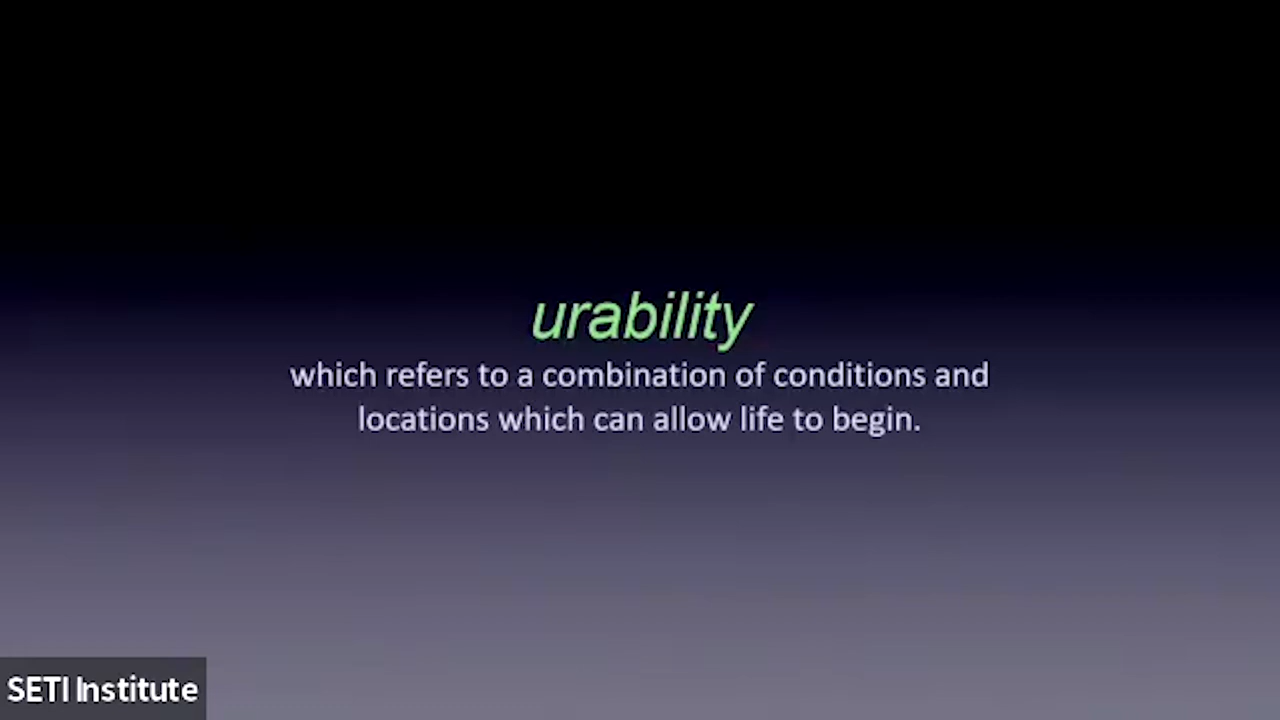 urability
which refers to a combination of conditions and
locations which can allow life to begin.
SETI Institute